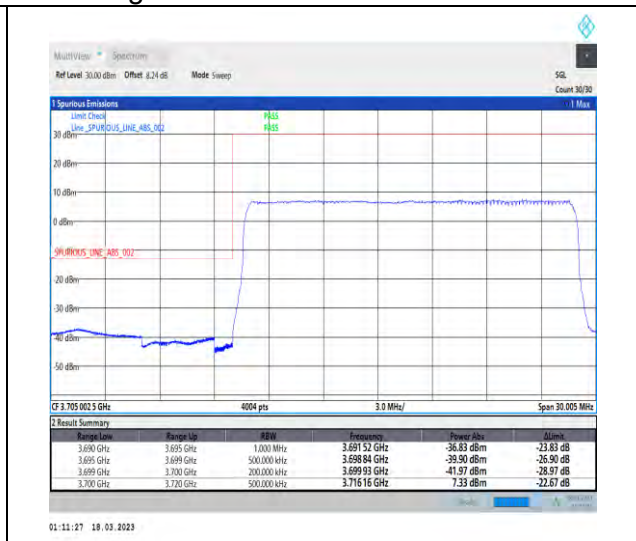 MultiView Spectrum
Ref Level 30.00 dBm Offset 8.24 dB Mode Sweep SGL
Count 30/30
1 Spurious Emissions 1 Max
Limit Check PASS
Line _SPURIOUS_LINE_ABS_002 PASS
30 dBm
20 dBm
10 dBm
0 dBm
_SPURIOUS_LINE_ABS_002
-20 dBm
-30 dBm
-40 dBm
-50 dBm
CF 3.705 002 5 GHz 4004 pts 3.0 MHz/ Span 30.005 MHz
2 Result Summary
Range Low Range Up RBW Frequency Power Abs ΔLimit
3.690 GHz 3.695 GHz 1.000 MHz 3.691 52 GHz -36.83 dBm -23.83 dB
3.695 GHz 3.699 GHz 500.000 kHz 3.698 84 GHz -39.90 dBm -26.90 dB
3.699 GHz 3.700 GHz 200.000 kHz 3.699 93 GHz -41.97 dBm -28.97 dB
3.700 GHz 3.720 GHz 500.000 kHz 3.716 16 GHz 7.33 dBm -22.67 dB
01:11:27 18.03.2023